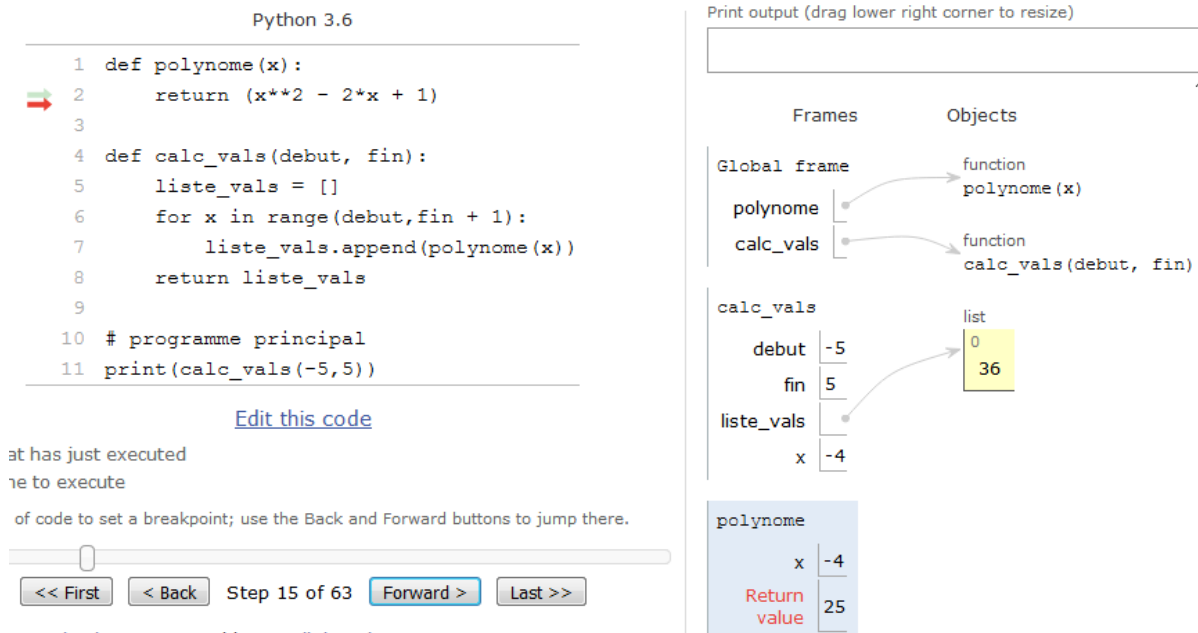 Python 3.6
1 def polynome(x):
2 return (x**2 - 2*x + 1)
3
4 def calc_vals(debut, fin):
5 liste_vals = []
6 for x in range(debut,fin + 1):
7 liste_vals.append(polynome(x))
8 return liste_vals
9
10 # programme principal
11 print(calc_vals(-5,5))
Edit this code
at has just executed
ne to execute
of code to set a breakpoint; use the Back and Forward buttons to jump there.
<< First < Back Step 15 of 63 Forward > Last >>
Print output (drag lower right corner to resize)
Frames Objects
Global frame
polynome
calc_vals
function
polynome(x)
function
calc_vals(debut, fin)
calc_vals
debut -5
fin 5
liste_vals
x -4
list
0
36
polynome
x -4
Return
value 25